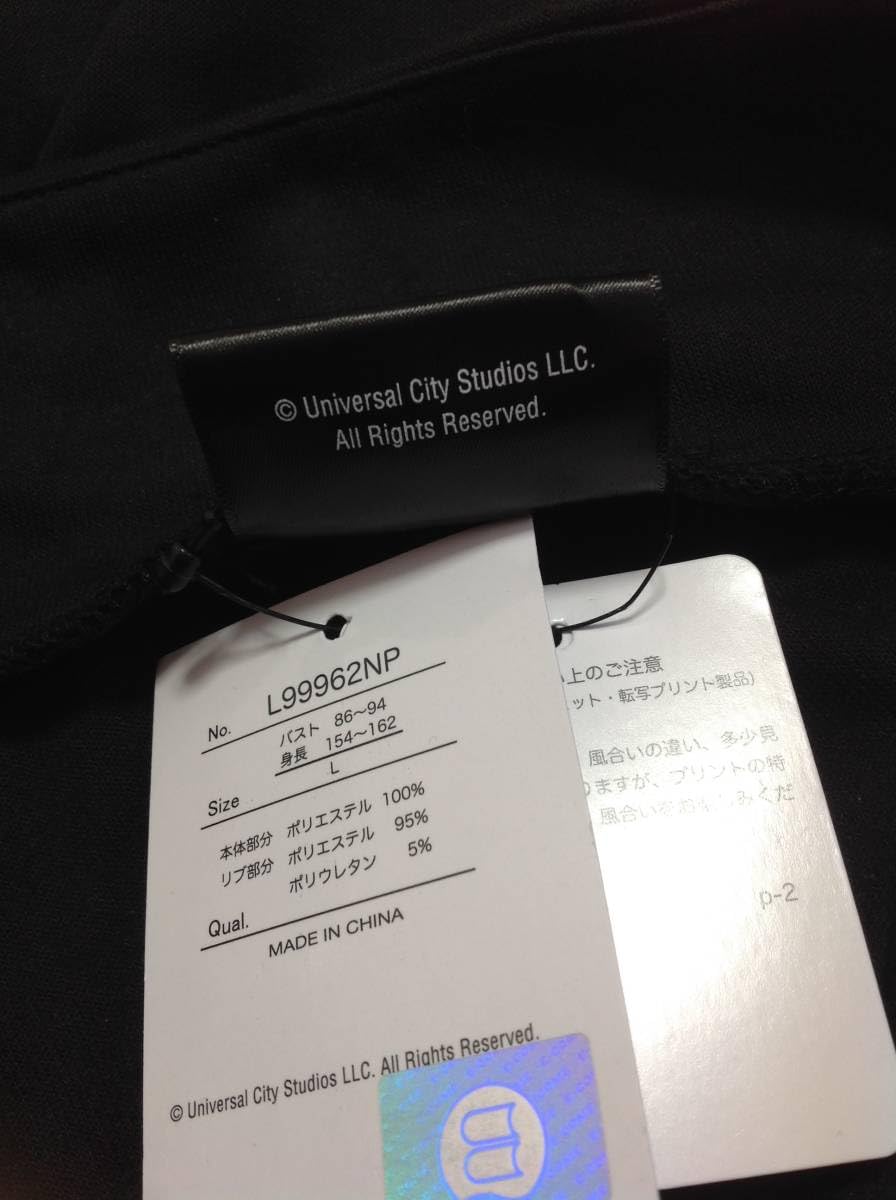 © Universal City Studios LLC.
All Rights Reserved.
No. L99962NP
バスト 86～94
身長 154～162
Size L
本体部分 ポリエステル 100%
リブ部分 ポリエステル 95%
ポリウレタン 5%
Qual.
MADE IN CHINA
© Universal City Studios LLC. All Rights Reserved.
上のご注意
ット・転写プリント製品)
風合いの違い、多少見
りますが、プリントの特
風合いをお楽しみくだ
p-2